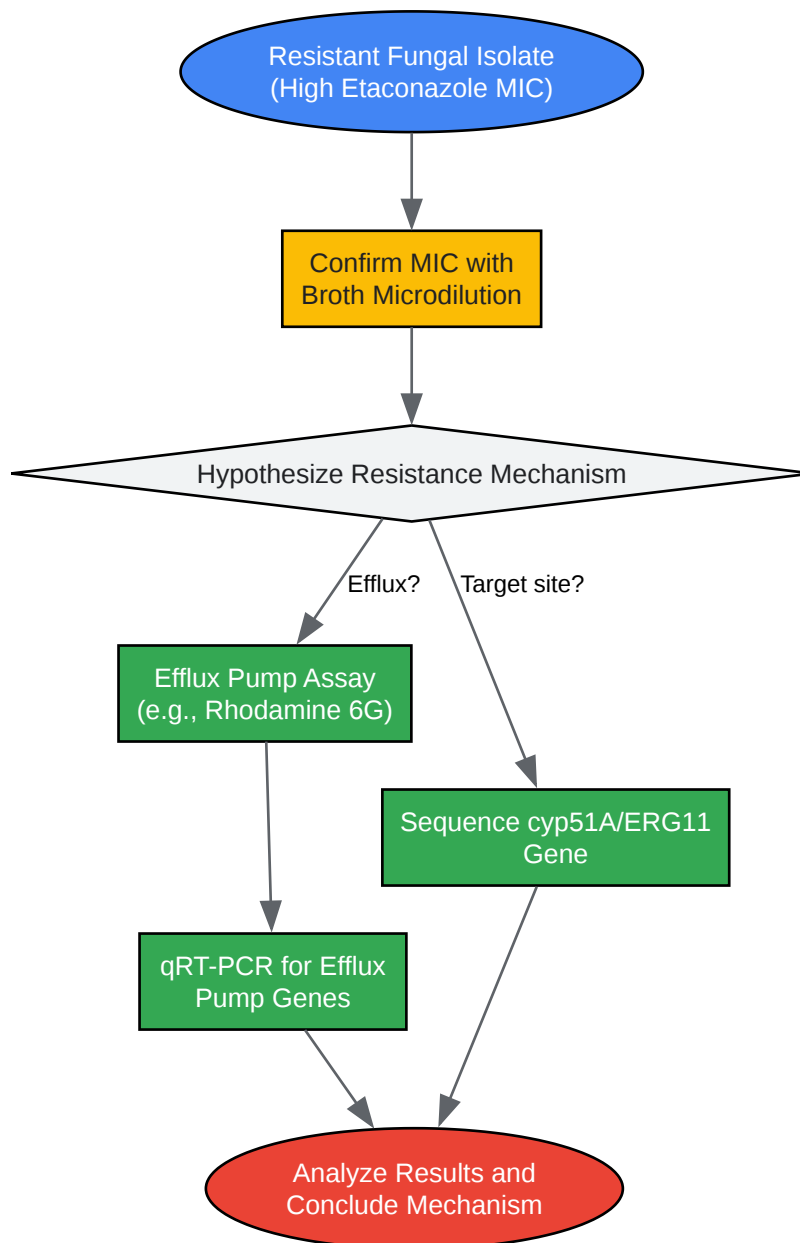 Resistant Fungal Isolate
(High Etaconazole MIC)
Confirm MIC with
Broth Microdilution
Hypothesize Resistance Mechanism
Efflux?
Target site?
Efflux Pump Assay
(e.g., Rhodamine 6G)
Sequence cyp51A/ERG11
Gene
qRT-PCR for Efflux
Pump Genes
Analyze Results and
Conclude Mechanism